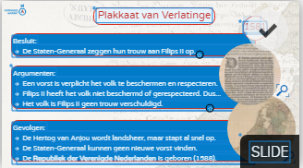 Plakkaat van Verlatinge
Besluit:
De Staten-Generaal zeggen hun trouw aan Filips II op.
Argumenten:
Een vorst is verplicht het volk te beschermen en respecteren.
Filips II heeft het volk niet beschermd of gerespecteerd. Dus...
Het volk is Filips II geen trouw verschuldigd.
Gevolgen:
De Hertog van Anjou wordt landsheer, maar stapt al snel op.
De Staten-Generaal kunnen geen nieuwe vorst vinden.
De Republiek der Verenigde Nederlanden is geboren (1588).
SLIDE